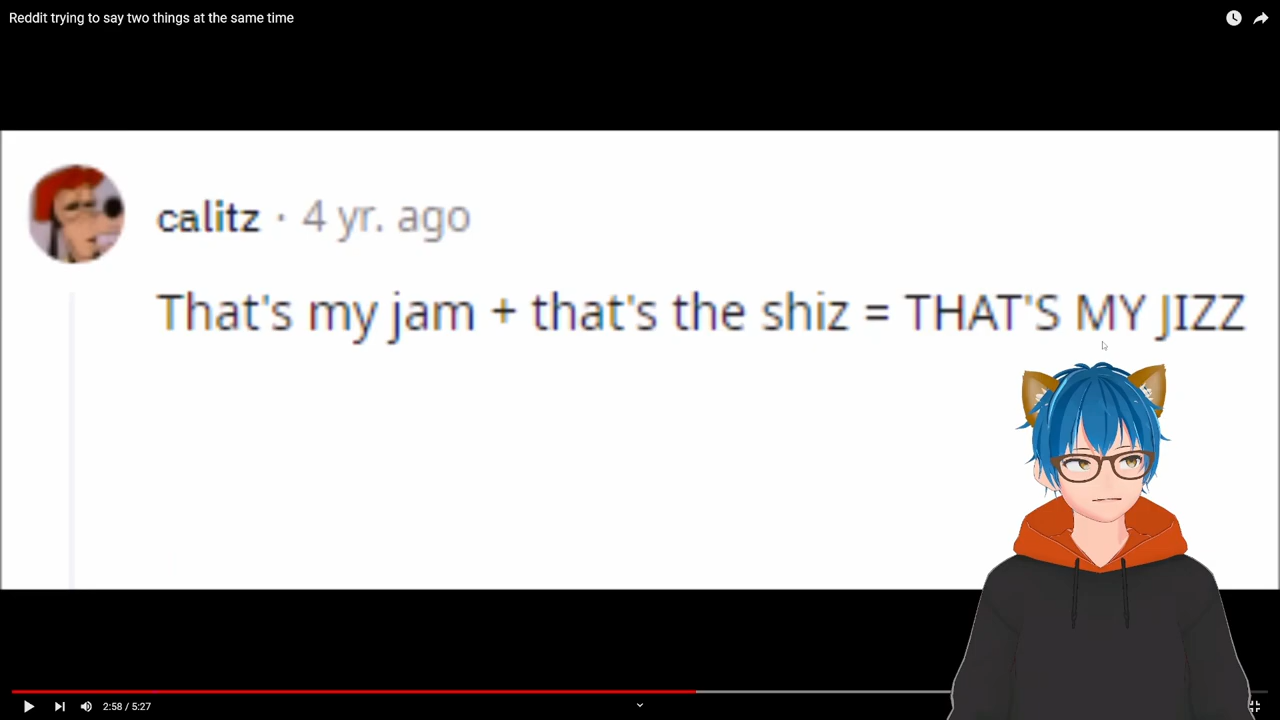 Reddit trying to say two things at the same time
calitz · 4 yr. ago
That's my jam + that's the shiz = THAT'S MY JIZZ
2:58 / 5:27